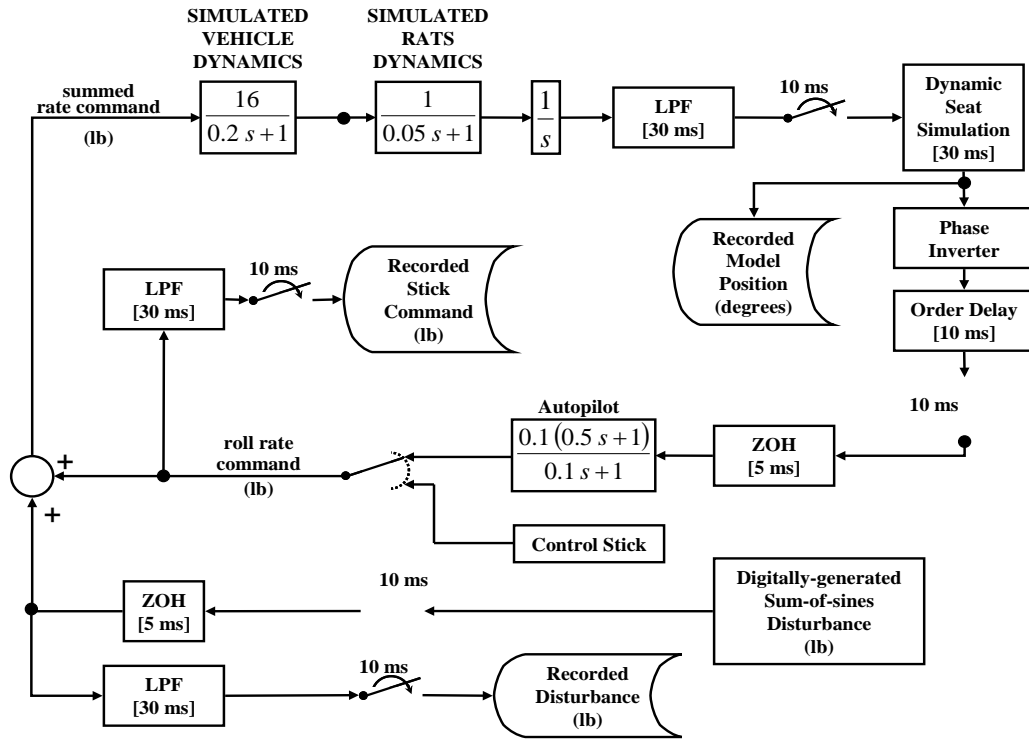 SIMULATED
VEHICLE
DYNAMICS
SIMULATED
RATS
DYNAMICS
summed
rate command
(lb)
16
0.2 s+1
1
0.05 s+1
1
s
LPF
[30 ms]
10 ms
Dynamic
Seat
Simulation
[30 ms]
Recorded
Model
Position
(degrees)
Phase
Inverter
Order Delay
[10 ms]
10 ms
LPF
[30 ms]
10 ms
Recorded
Stick
Command
(lb)
Autopilot
0.1 (0.5 s+1)
0.1 s+1
ZOH
[5 ms]
roll rate
command
(lb)
+
+
Control Stick
10 ms
ZOH
[5 ms]
Digitally-generated
Sum-of-sines
Disturbance
(lb)
LPF
[30 ms]
10 ms
Recorded
Disturbance
(lb)